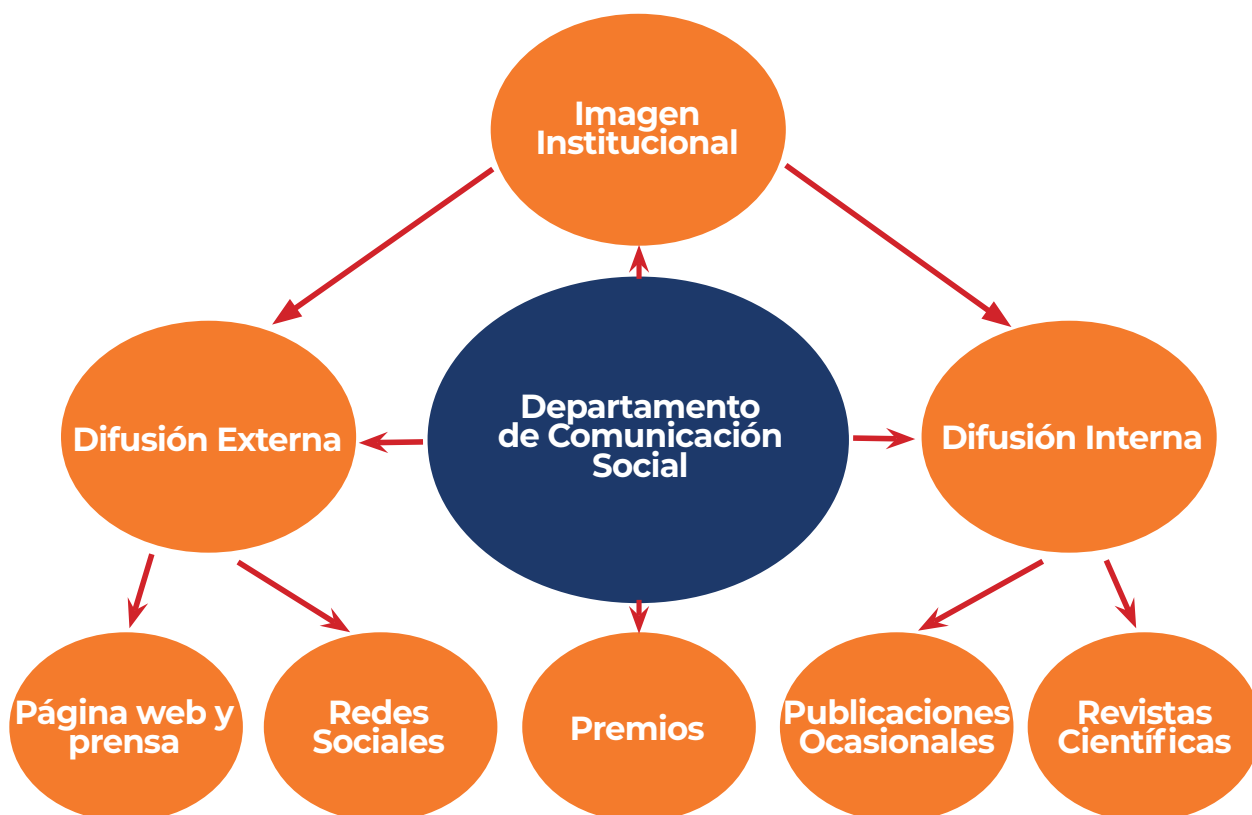 Imagen
Institucional
Departamento
de Comunicación
Social
Difusión Externa
Difusión Interna
Página web y
prensa
Redes
Sociales
Premios
Publicaciones
Ocasionales
Revistas
Científicas